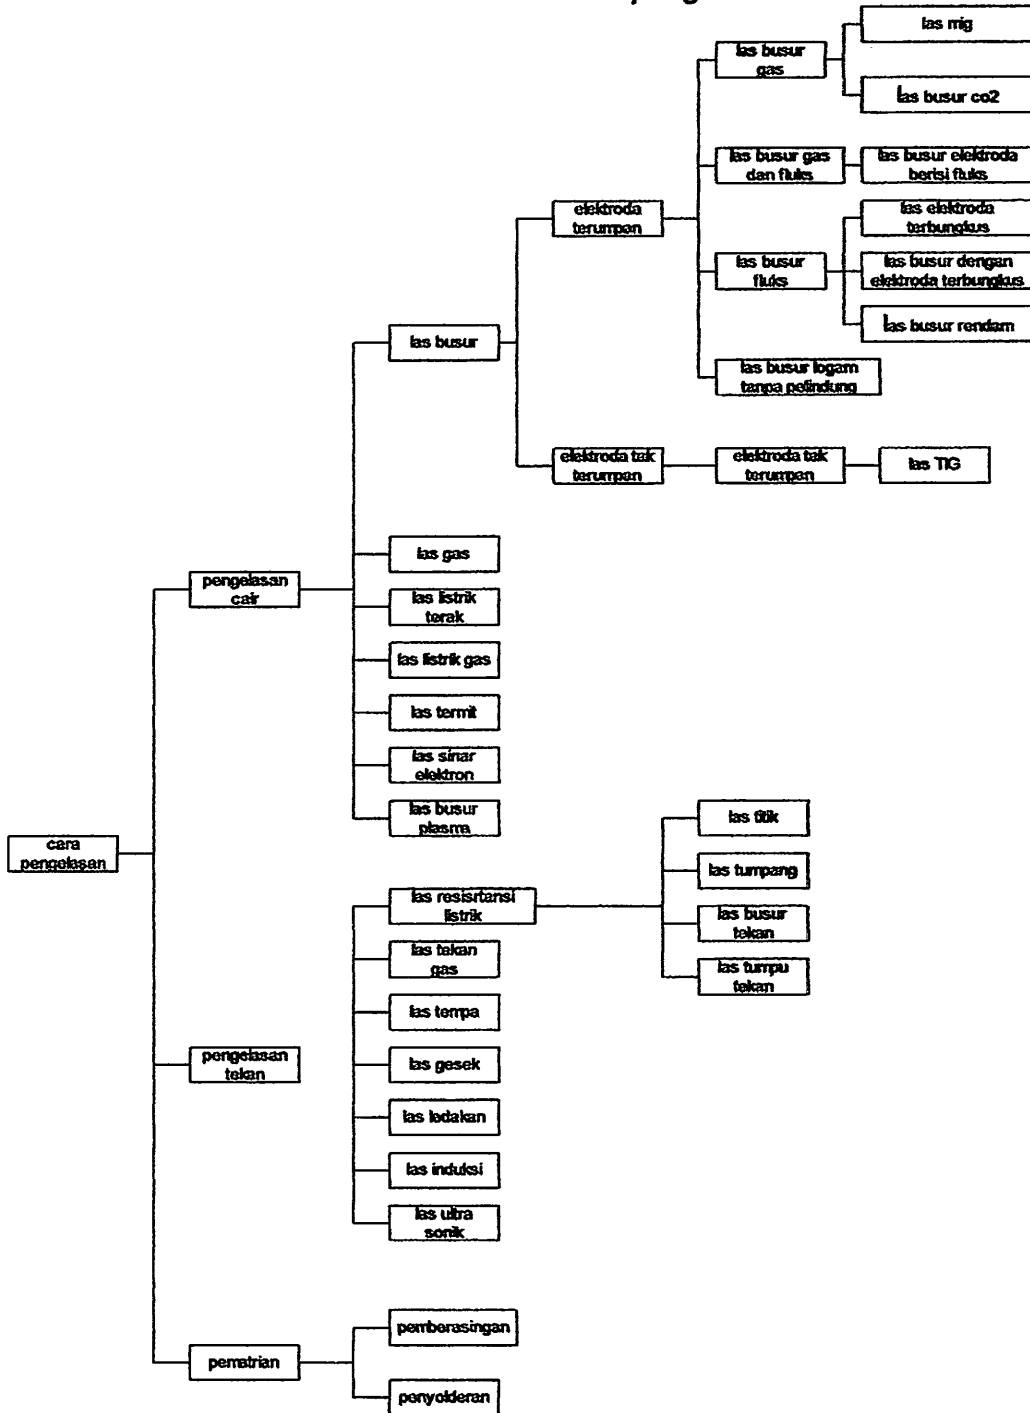 las mig
las busur
gas
las busur co2
las busur gas
dan fluks
las busur elektroda
berisi fluks
elektroda
terumpan
las elektroda
terbungkus
las busur
fluks
las busur dengan
elektroda terbungkus
las busur rendam
las busur
las busur logam
tanpa pelindung
elektroda tak
terumpan
elektroda tak
terumpan
las TIG
las gas
pengelasan
cair
las listrik
terak
las listrik gas
las termit
las sinar
elektron
las busur
plasma
cara
pengelasan
las titik
las tumpang
las resisrtansi
listrik
las busur
tekan
las tekan
gas
las tumpu
tekan
las tempa
pengelasan
tekan
las gesek
las ledakan
las induksi
las ultra
sonik
pemberasingan
pematrian
penyolderan